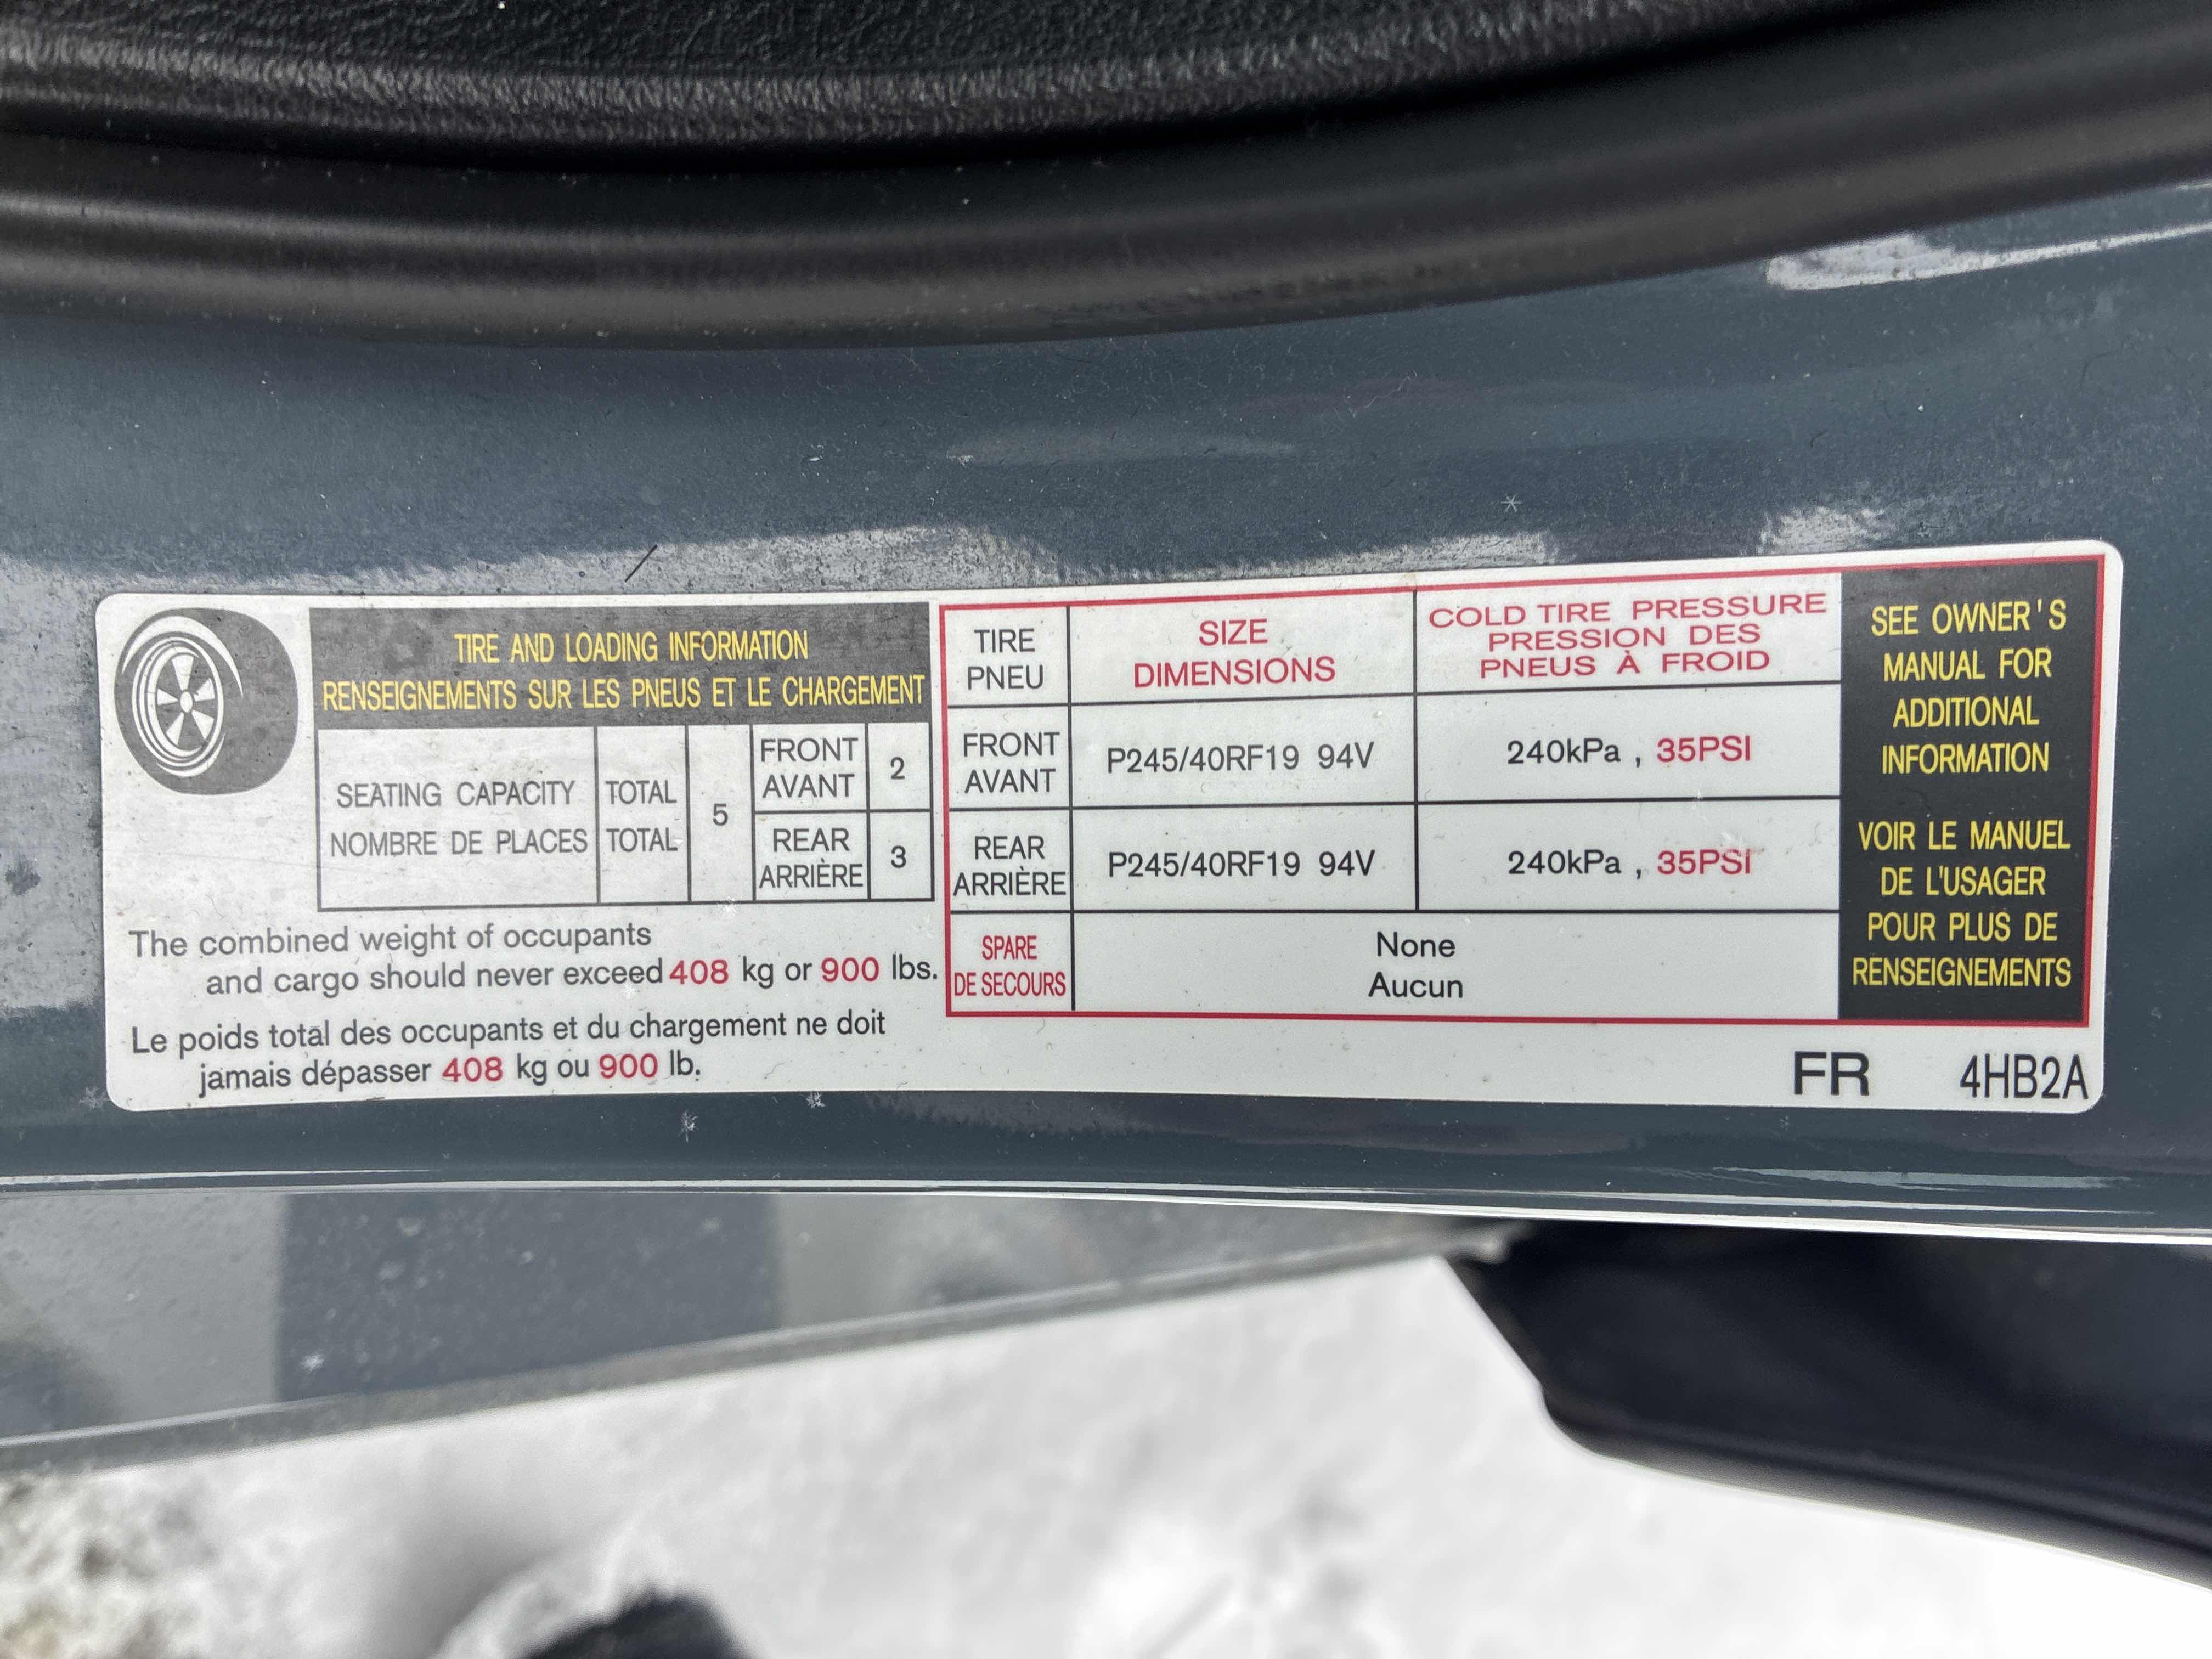 TIRE AND LOADING INFORMATION
RENSEIGNEMENTS SUR LES PNEUS ET LE CHARGEMENT
SEATING CAPACITY
NOMBRE DE PLACES
TOTAL
TOTAL
5
FRONT
AVANT
2
REAR
ARRIÈRE
3
The combined weight of occupants
and cargo should never exceed 408 kg or 900 lbs.
Le poids total des occupants et du chargement ne doit
jamais dépasser 408 kg ou 900 lb.
TIRE
PNEU
SIZE
DIMENSIONS
COLD TIRE PRESSURE
PRESSION DES
PNEUS À FROID
FRONT
AVANT
P245/40RF19 94V
240kPa , 35PSI
REAR
ARRIÈRE
P245/40RF19 94V
240kPa , 35PSI
SPARE
DE SECOURS
None
Aucun
SEE OWNER'S
MANUAL FOR
ADDITIONAL
INFORMATION
VOIR LE MANUEL
DE L'USAGER
POUR PLUS DE
RENSEIGNEMENTS
FR 4HB2A